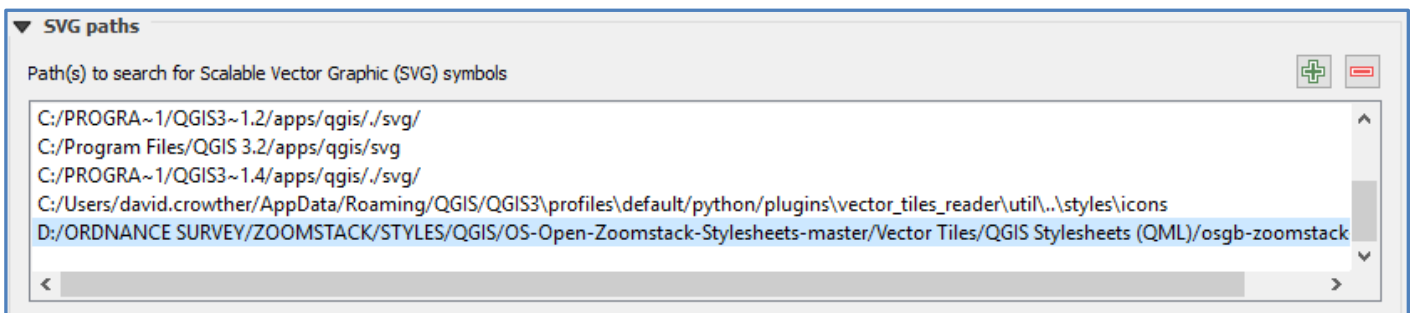 SVG paths
Path(s) to search for Scalable Vector Graphic (SVG) symbols
C:/PROGRA~1/QGIS3~1.2/apps/qgis/./svg/
C:/Program Files/QGIS 3.2/apps/qgis/svg
C:/PROGRA~1/QGIS3~1.4/apps/qgis/./svg/
C:/Users/david.crowther/AppData/Roaming/QGIS/QGIS3\profiles\default/python/plugins\vector_tiles_reader\util\..\styles\icons
D:/ORDNANCE SURVEY/ZOOMSTACK/STYLES/QGIS/OS-Open-Zoomstack-Stylesheets-master/Vector Tiles/QGIS Stylesheets (QML)/osgb-zoomstack